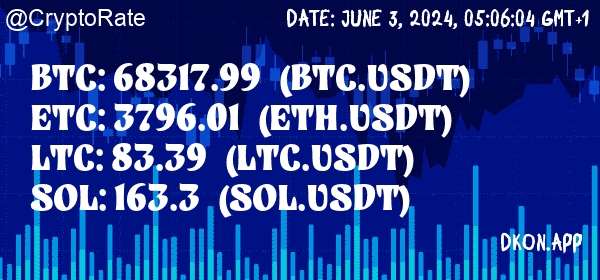 @CryptoRate
DATE: JUNE 3, 2024, 05:06:04 GMT+1
BTC: 68317.99 (BTC.USDT)
ETC: 3796.01 (ETH.USDT)
LTC: 83.39 (LTC.USDT)
SOL: 163.3 (SOL.USDT)
DKON.APP